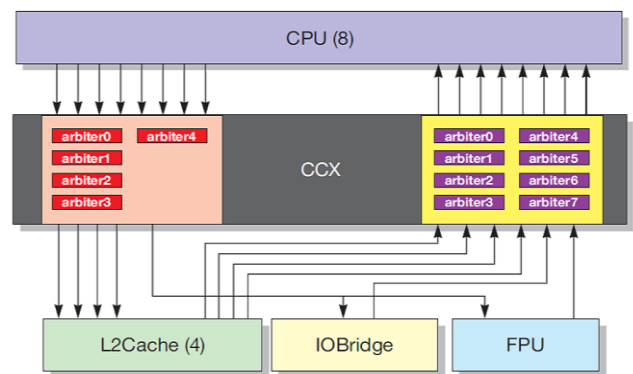 CPU (8)
arbiter0 arbiter4
arbiter1
arbiter2
arbiter3
CCX
arbiter0 arbiter4
arbiter1 arbiter5
arbiter2 arbiter6
arbiter3 arbiter7
L2Cache (4)
IOBridge
FPU